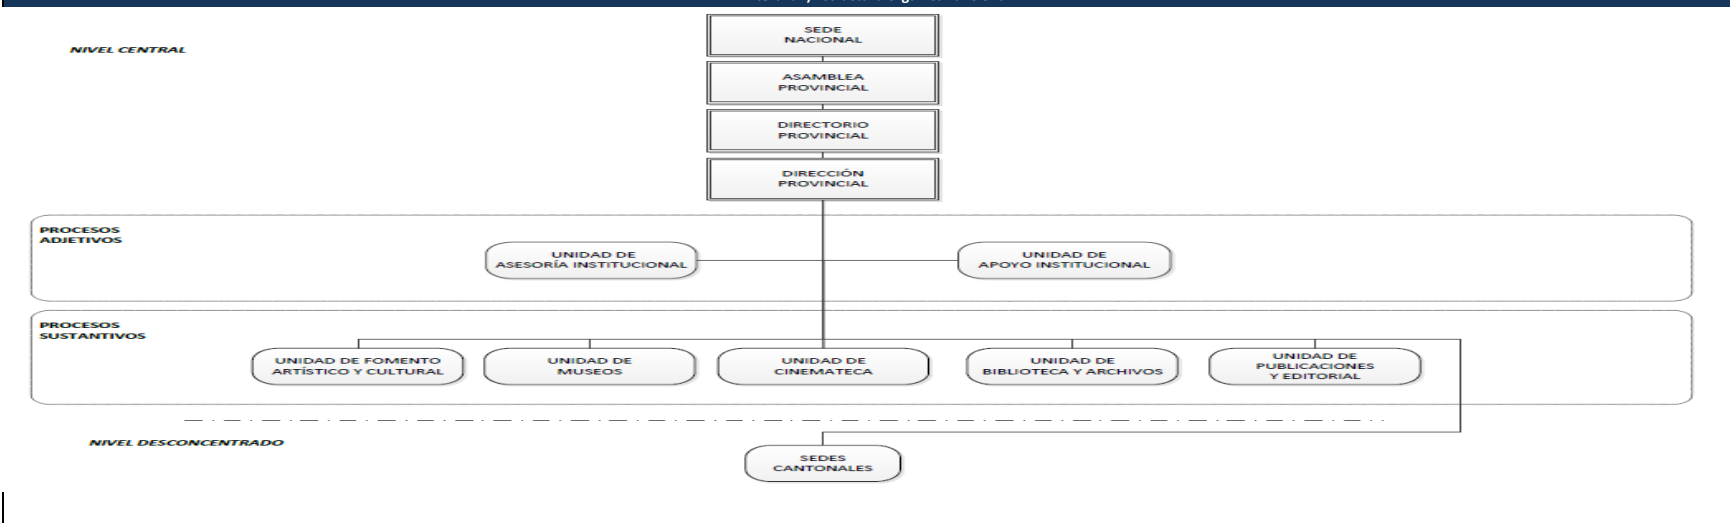 SEDE
NACIONAL
NIVEL CENTRAL
ASAMBLEA
PROVINCIAL
DIRECTORIO
PROVINCIAL
DIRECCIÓN
PROVINCIAL
PROCESOS
ADJETIVOS
UNIDAD DE
ASESORÍA INSTITUCIONAL
UNIDAD DE
APOYO INSTITUCIONAL
PROCESOS
SUSTANTIVOS
UNIDAD DE FOMENTO
ARTÍSTICO Y CULTURAL
UNIDAD DE
MUSEOS
UNIDAD DE
CINEMATECA
UNIDAD DE
BIBLIOTECA Y ARCHIVOS
UNIDAD DE
PUBLICACIONES
Y EDITORIAL
NIVEL DESCONCENTRADO
SEDES
CANTONALES